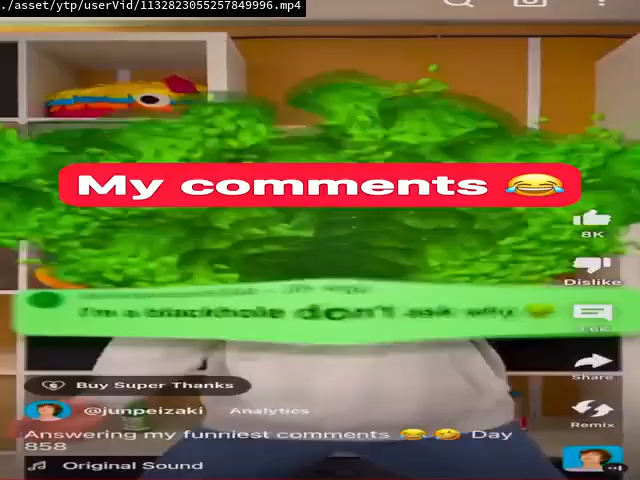 ./asset/ytp/userVid/1132823055257849996.mp4
My comments 😂
I'm a blackhole don't ask why
8K
Dislike
Share
Buy Super Thanks
@junpeizaki Analytics
Remix
Answering my funniest comments 😂🤣 Day
858
Original Sound